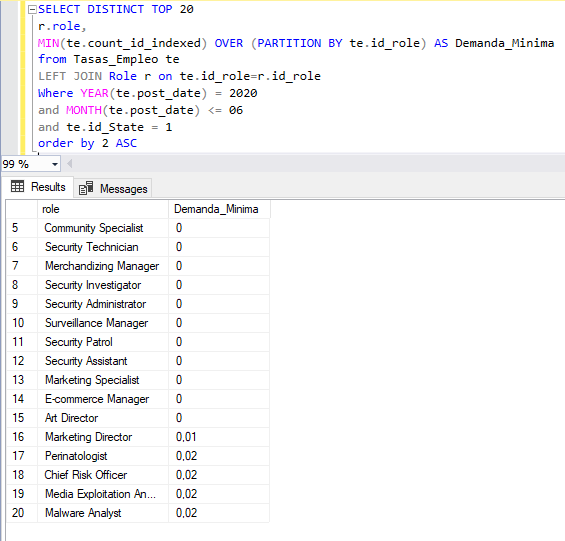 SELECT DISTINCT TOP 20
r.role,
MIN(te.count_id_indexed) OVER (PARTITION BY te.id_role) AS Demanda_Minima
from Tasas_Empleo te
LEFT JOIN Role r on te.id_role=r.id_role
Where YEAR(te.post_date) = 2020
and MONTH(te.post_date) <= 06
and te.id_State = 1
order by 2 ASC
99 %
Results Messages
role Demanda_Minima
5 Community Specialist 0
6 Security Technician 0
7 Merchandizing Manager 0
8 Security Investigator 0
9 Security Administrator 0
10 Surveillance Manager 0
11 Security Patrol 0
12 Security Assistant 0
13 Marketing Specialist 0
14 E-commerce Manager 0
15 Art Director 0
16 Marketing Director 0,01
17 Perinatologist 0,02
18 Chief Risk Officer 0,02
19 Media Exploitation An... 0,02
20 Malware Analyst 0,02